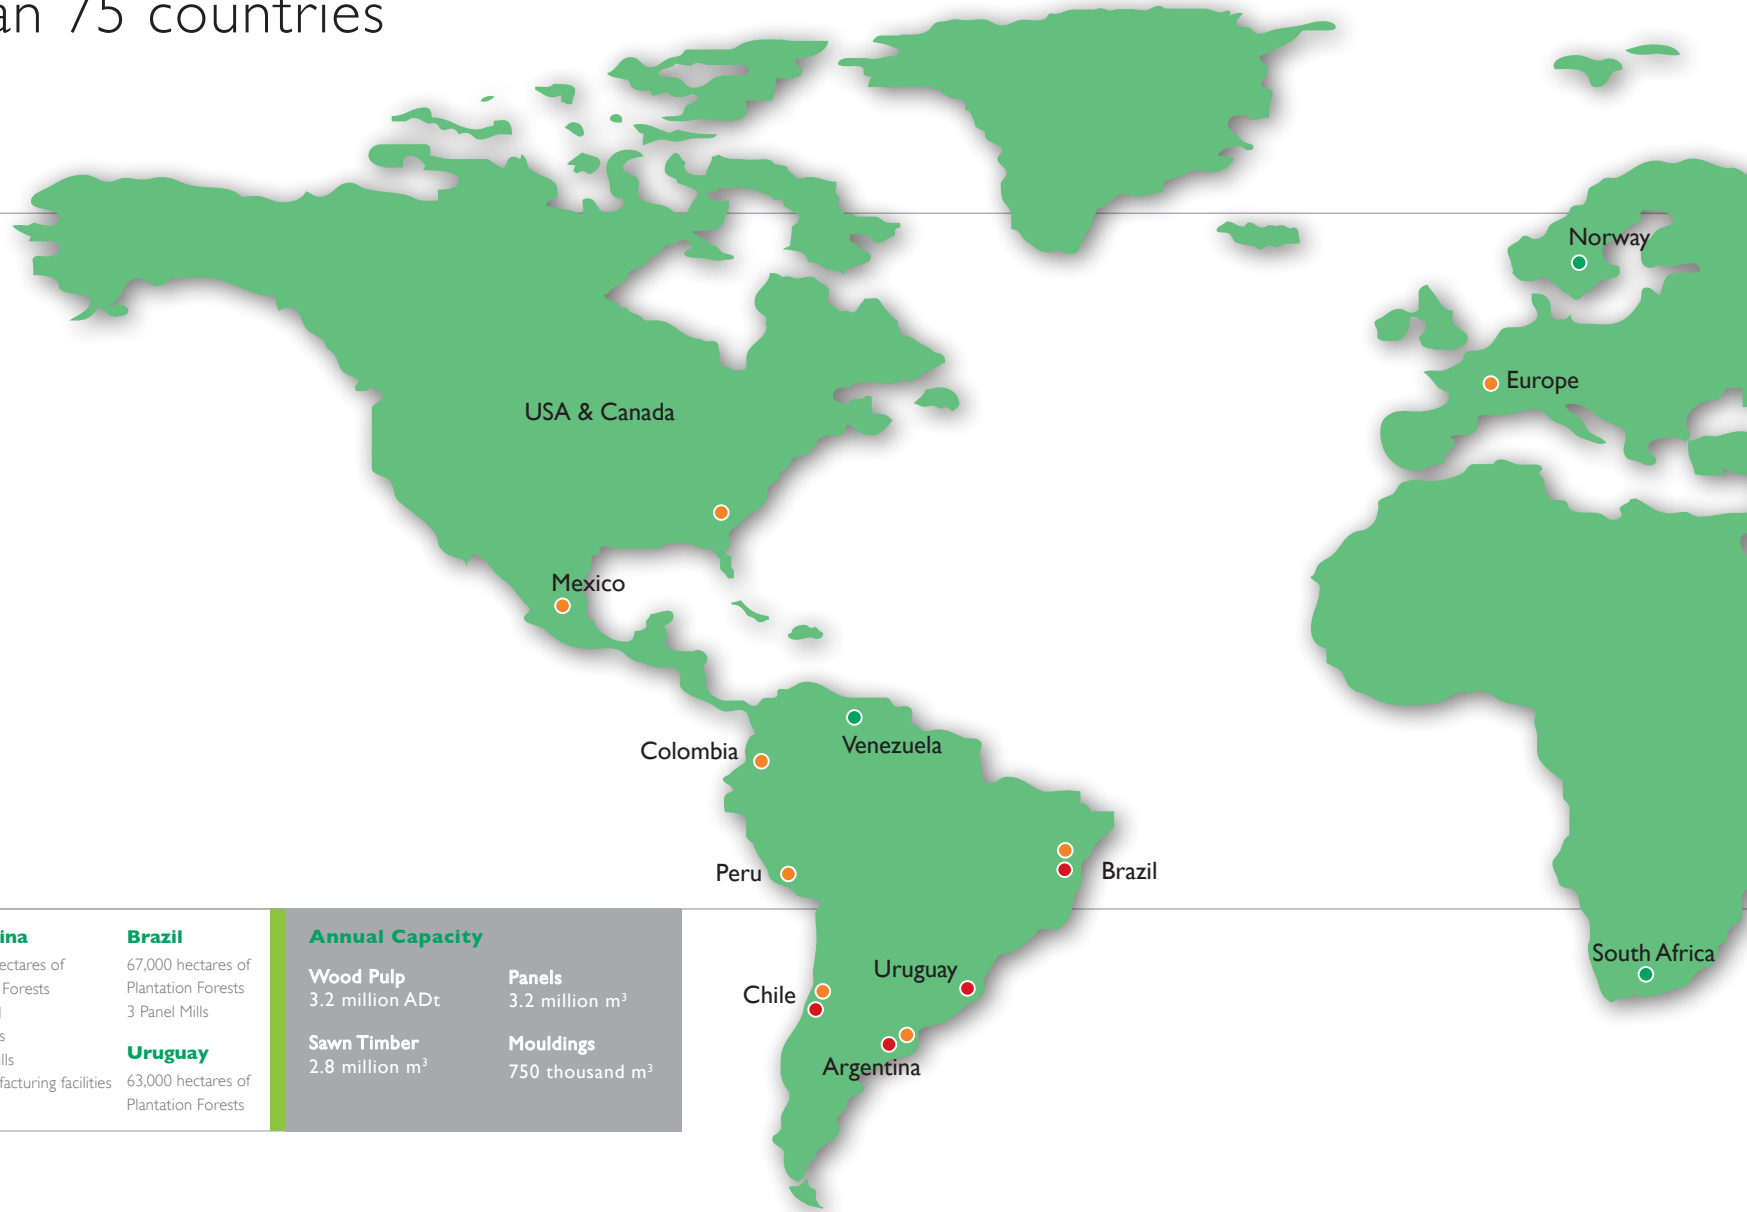 an 75 countries
Norway
Europe
USA & Canada
Mexico
Colombia
Venezuela
Peru
Brazil
Uruguay
Chile
Argentina
South Africa
ina
ectares of
Forests
s
ills
facturing facilities
Brazil
67,000 hectares of
Plantation Forests
3 Panel Mills
Uruguay
63,000 hectares of
Plantation Forests
Annual Capacity
Wood Pulp
3.2 million ADt
Sawn Timber
2.8 million m³
Panels
3.2 million m³
Mouldings
750 thousand m³